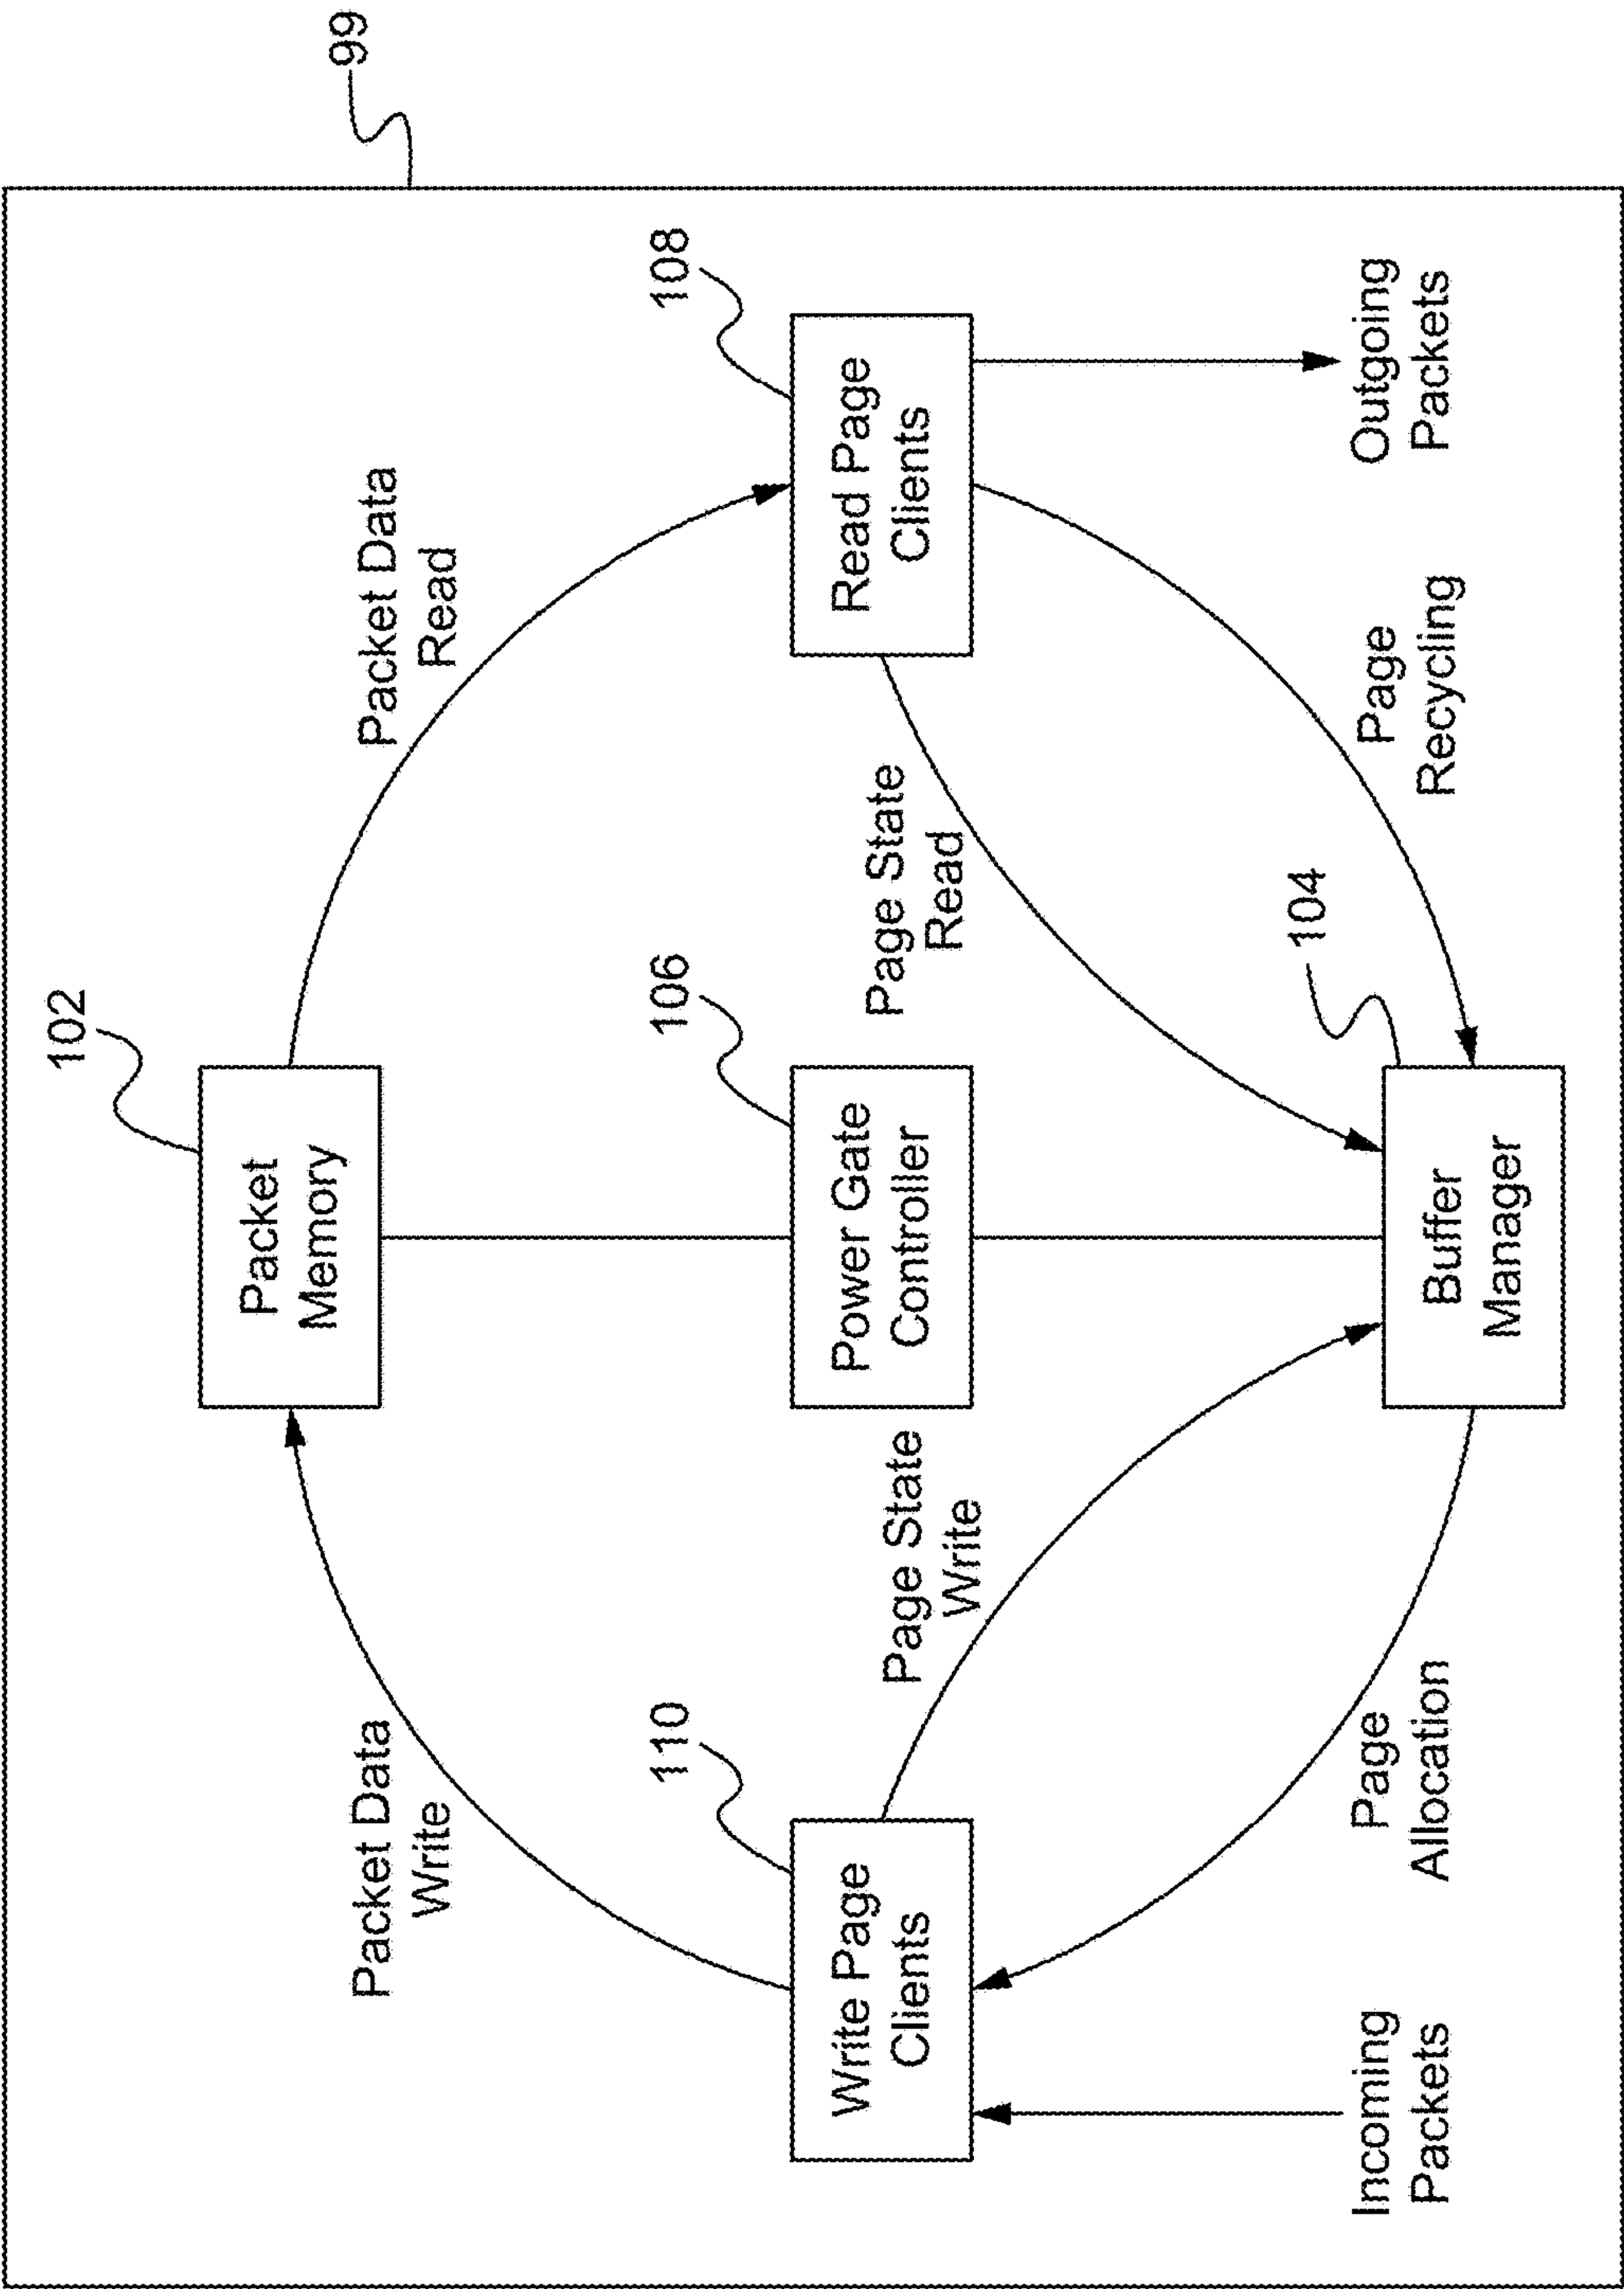 99
102
Packet
Memory
Packet Data
Write
Packet Data
Read
110
106
108
Write Page
Clients
Power Gate
Controller
Read Page
Clients
Page State
Write
Page State
Read
104
Incoming
Packets
Page
Allocation
Buffer
Manager
Page
Recycling
Outgoing
Packets